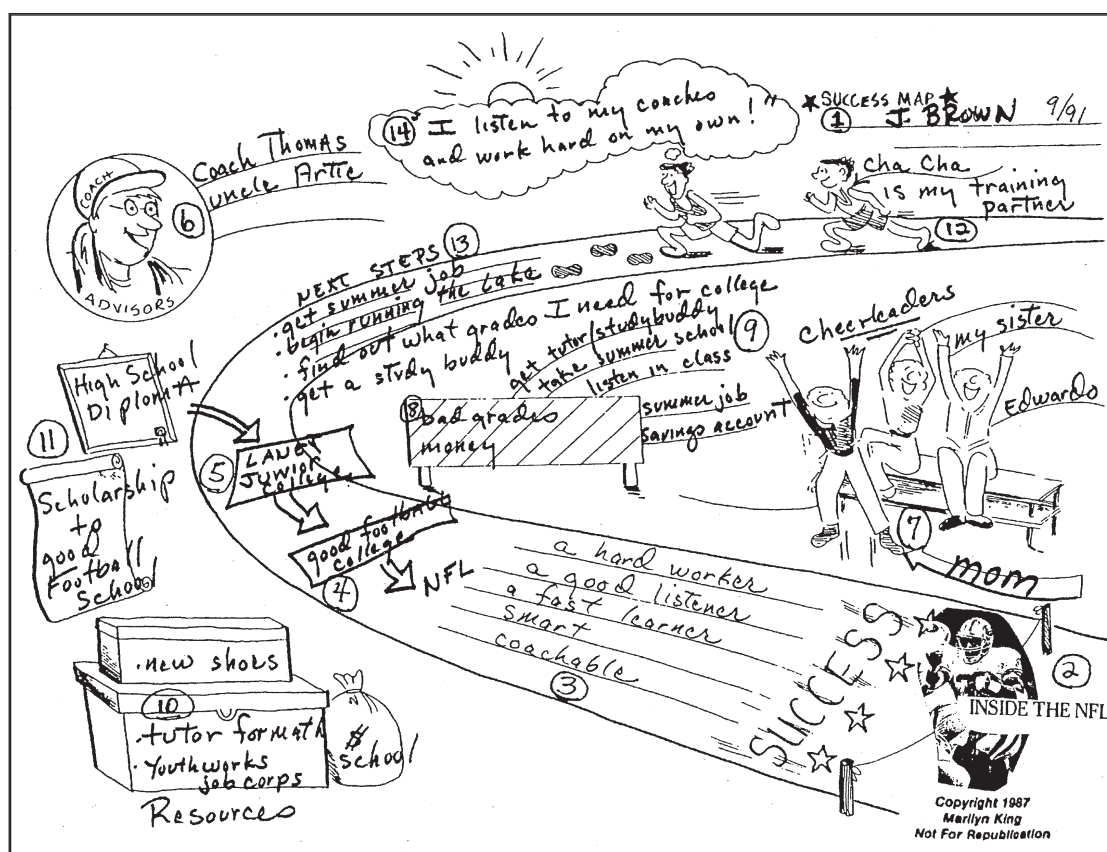 ★ SUCCESS MAP ★
① J. BROWN 9/91
⑭ "I listen to my coaches
and work hard on my own!"
Coach Thomas
Uncle Artie
COACH
⑥
ADVISORS
Cha Cha
is my training
partner
⑫
NEXT STEPS ⑬
• get summer job
• begin running the Lake
• find out what grades I need for college
• get a study buddy
get tutor/studybuddy
take summer school
listen in class
⑨
summer job
savings account
⑧
bad grades
money
cheerleaders
my sister
Edwardo
⑦
mom
High School
Diploma
⑪
Scholarship
to
good
Football
School
⑤
LANEY
JUNIOR
College
good football
college
④
NFL
a hard worker
a good listener
a fast learner
smart
coachable
③
SUCCESS
②
INSIDE THE NFL
• new shoes
⑩
• tutor for math
• Youthworks
job corps
$
school
Resources
Copyright 1987
Marilyn King
Not For Republication